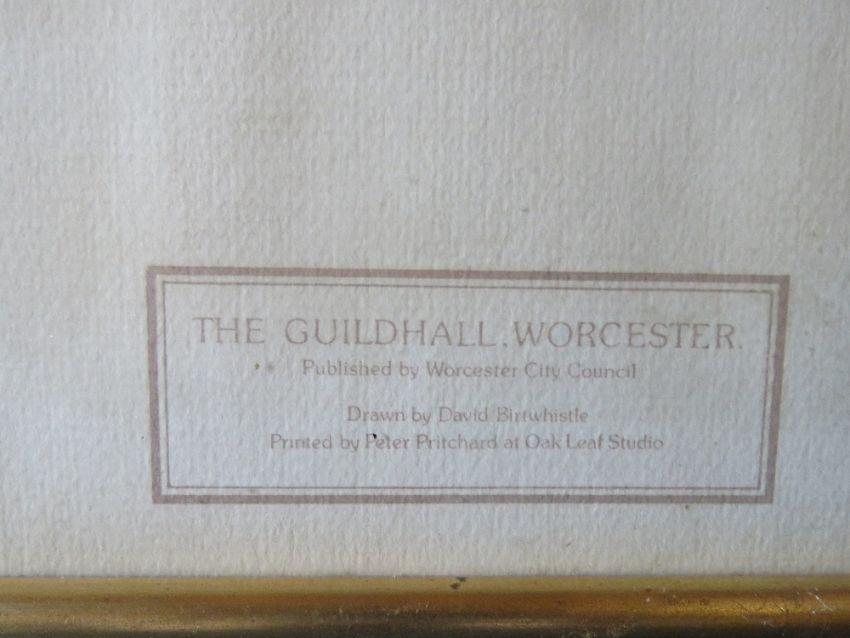 THE GUILDHALL. WORCESTER.
Published by Worcester City Council
Drawn by David Birtwhistle
Printed by Peter Pritchard at Oak Leaf Studio